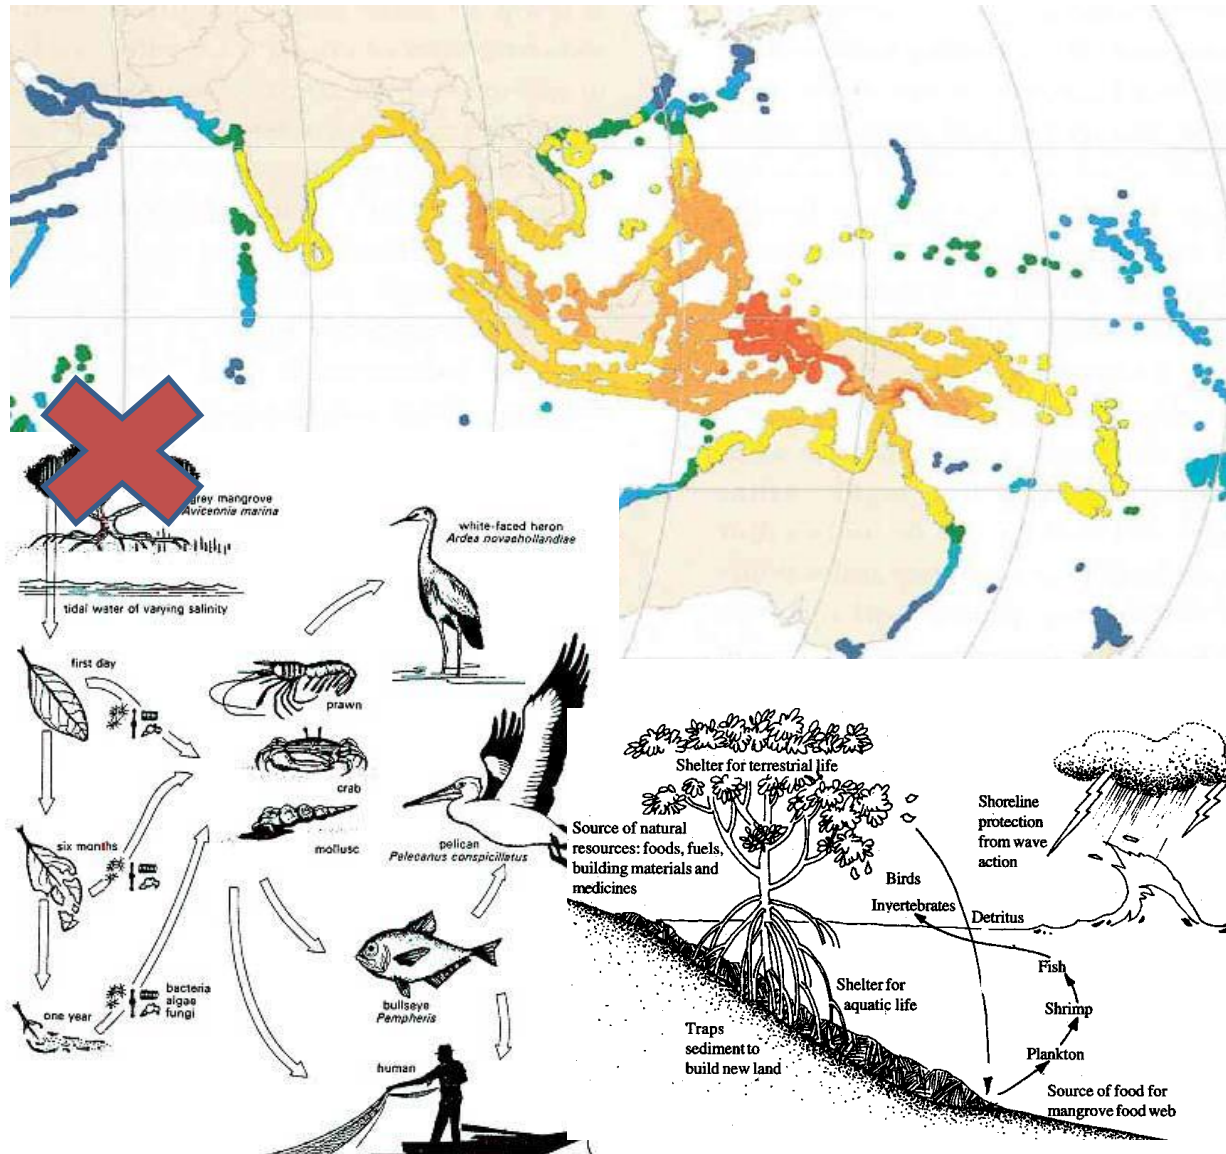 grey mangrove
Avicennia marina
tidal water of varying salinity
first day
six months
one year
bacteria
algae
fungi
prawn
crab
mollusc
white-faced heron
Ardea novaehollandiae
pelican
Pelecanus conspicillatus
bullseye
Pempheris
human
Shelter for terrestrial life
Source of natural
resources: foods, fuels,
building materials and
medicines
Shoreline
protection
from wave
action
Birds
Invertebrates
Detritus
Fish
Shrimp
Plankton
Shelter for
aquatic life
Traps
sediment to
build new land
Source of food for
mangrove food web